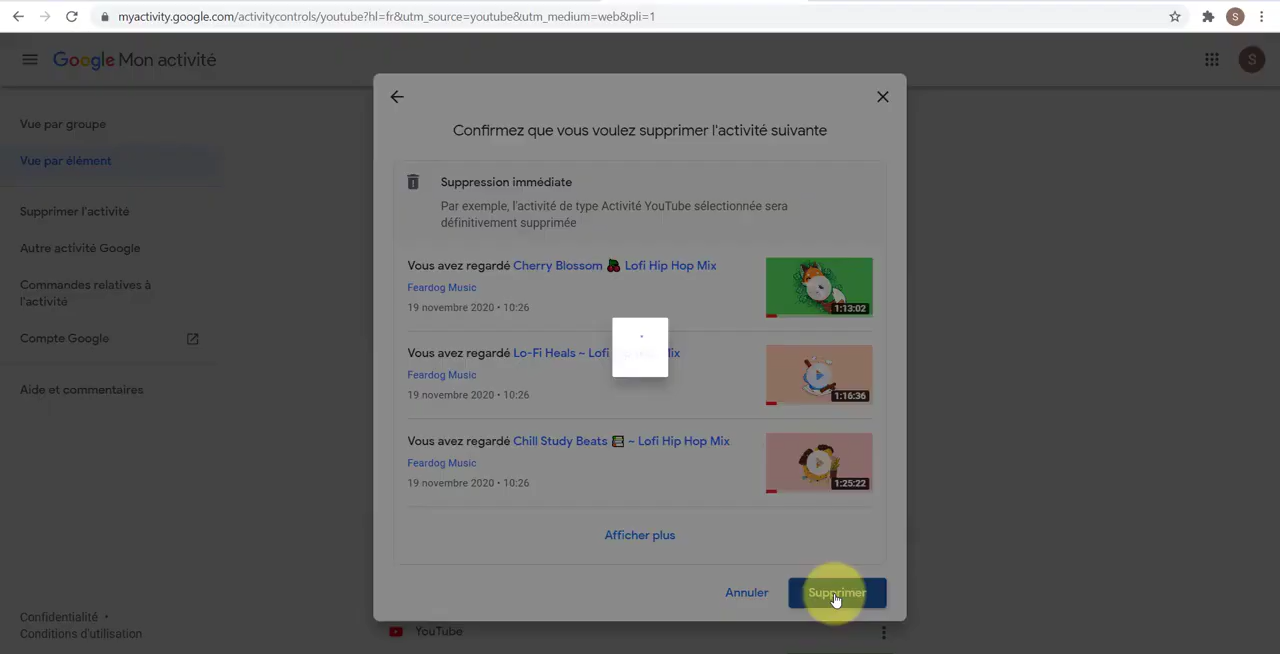 myactivity.google.com/activitycontrols/youtube?hl=fr&utm_source=youtube&utm_medium=web&pli=1
S
Google Mon activité
S
Vue par groupe
Vue par élément
Supprimer l'activité
Autre activité Google
Commandes relatives à
l'activité
Compte Google
Aide et commentaires
Confidentialité •
Conditions d'utilisation
Confirmez que vous voulez supprimer l'activité suivante
Suppression immédiate
Par exemple, l'activité de type Activité YouTube sélectionnée sera
définitivement supprimée
Vous avez regardé Cherry Blossom 🍒 Lofi Hip Hop Mix
Feardog Music
19 novembre 2020 • 10:26
1:13:02
Vous avez regardé Lo-Fi Heals ~ Lofi Mix
Feardog Music
19 novembre 2020 • 10:26
1:16:36
Vous avez regardé Chill Study Beats 📗 ~ Lofi Hip Hop Mix
Feardog Music
19 novembre 2020 • 10:26
1:25:22
Afficher plus
Annuler
Supprimer
YouTube